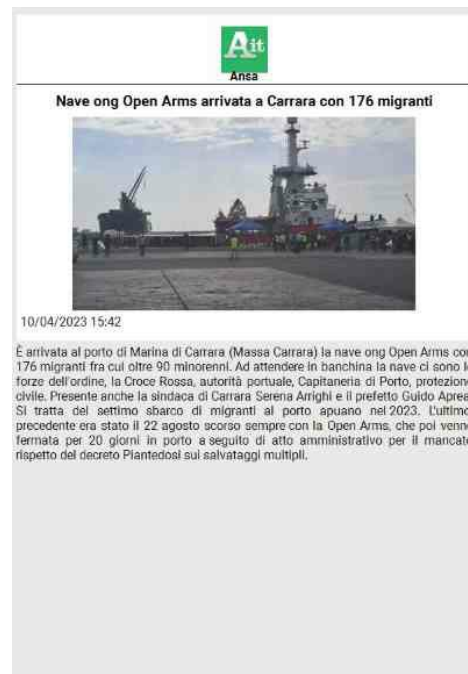 Ait
Ansa
Nave ong Open Arms arrivata a Carrara con 176 migranti
10/04/2023 15:42
È arrivata al porto di Marina di Carrara (Massa Carrara) la nave ong Open Arms con
176 migranti fra cui oltre 90 minorenni. Ad attendere in banchina la nave ci sono l
forze dell'ordine, la Croce Rossa, autorità portuale, Capitaneria di Porto, protezion
civile. Presente anche la sindaca di Carrara Serena Arrighi e il prefetto Guido Aprea
Si tratta del settimo sbarco di migranti al porto apuano nel 2023. L'ultimo
precedente era stato il 22 agosto scorso sempre con la Open Arms, che poi venn
fermata per 20 giorni in porto a seguito di atto amministrativo per il mancat
rispetto del decreto Piantedosi sui salvataggi multipli.